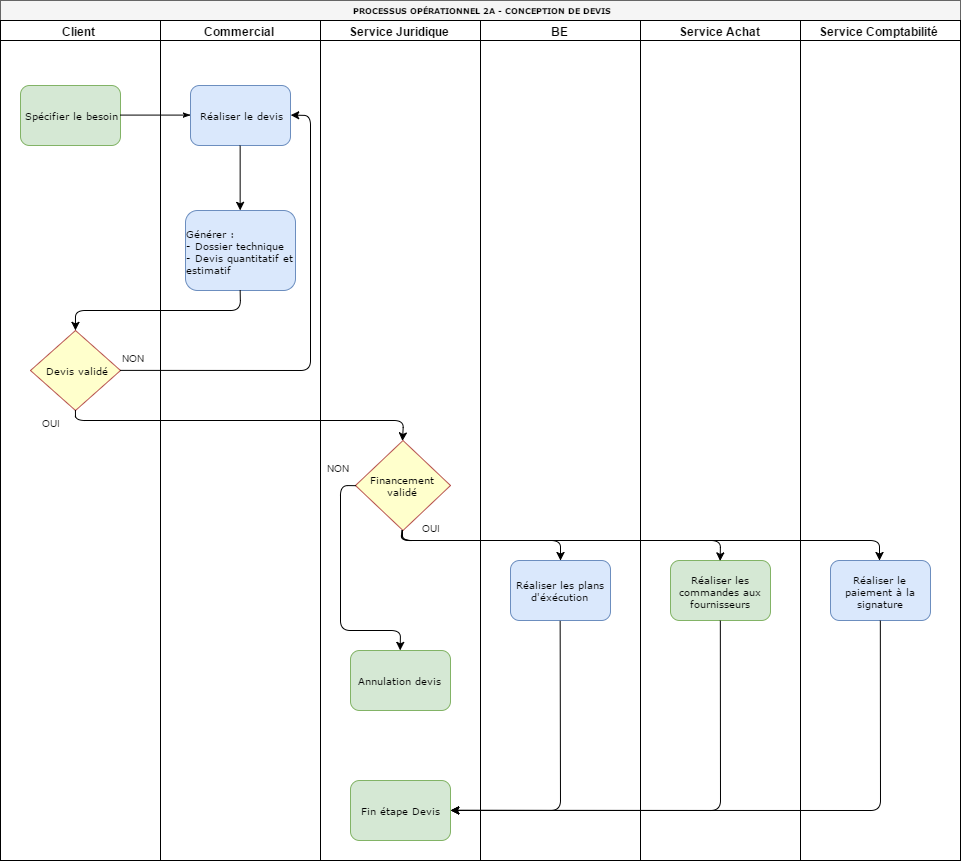 PROCESSUS OPÉRATIONNEL 2A - CONCEPTION DE DEVIS
Client
Commercial
Service Juridique
BE
Service Achat
Service Comptabilité
Spécifier le besoin
Réaliser le devis
Générer :
- Dossier technique
- Devis quantitatif et
estimatif
Devis validé
NON
OUI
Financement
validé
NON
OUI
Réaliser les plans
d'éxécution
Réaliser les
commandes aux
fournisseurs
Réaliser le
paiement à la
signature
Annulation devis
Fin étape Devis